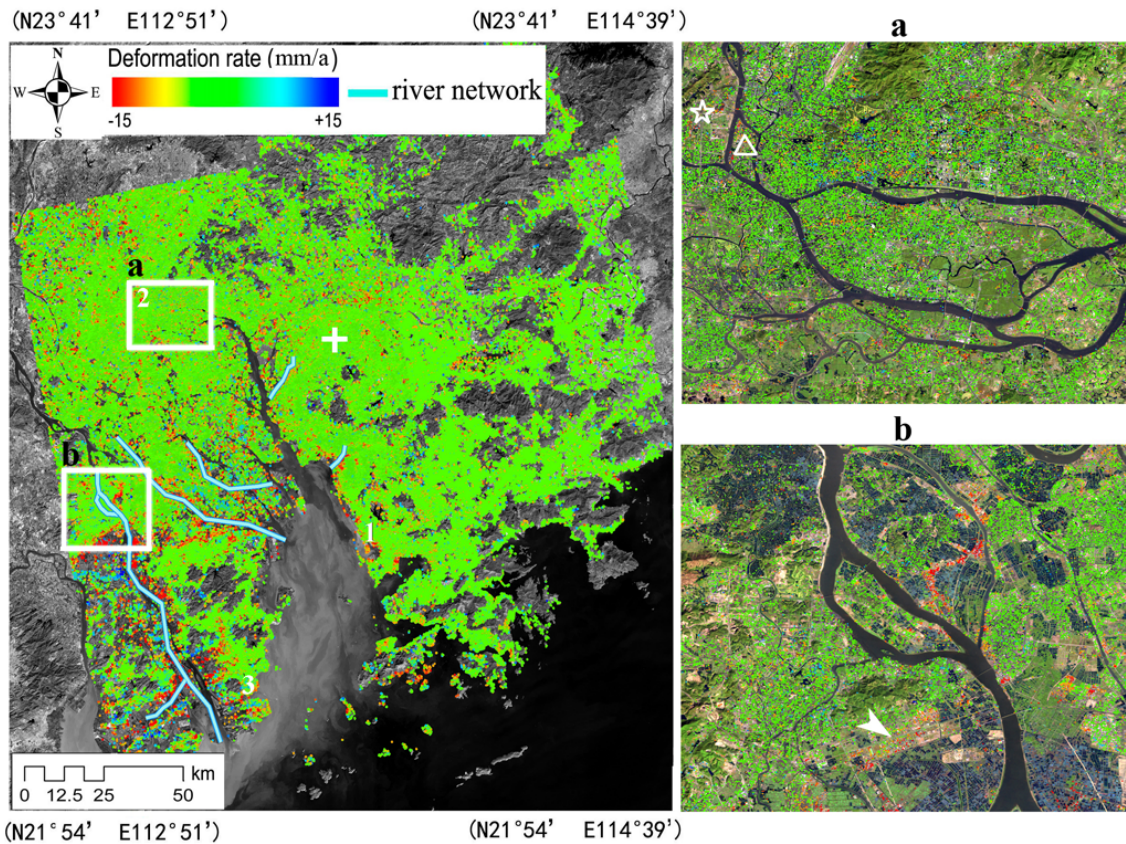 (N23°41' E112°51')
(N23°41' E114°39')
a
Deformation rate (mm/a)
N
W E
S
-15 +15
river network
a
2
b
1
3
b
km
0 12.5 25 50
(N21°54' E112°51')
(N21°54' E114°39')